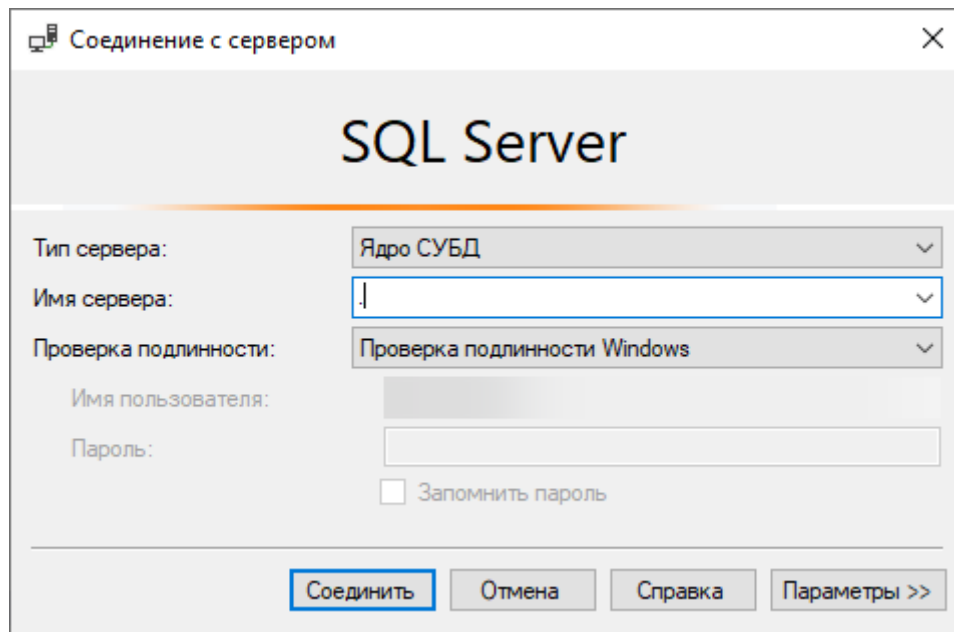 Соединение с сервером
SQL Server
Тип сервера: Ядро СУБД
Имя сервера: .
Проверка подлинности: Проверка подлинности Windows
Имя пользователя:
Пароль:
Запомнить пароль
Соединить Отмена Справка Параметры >>